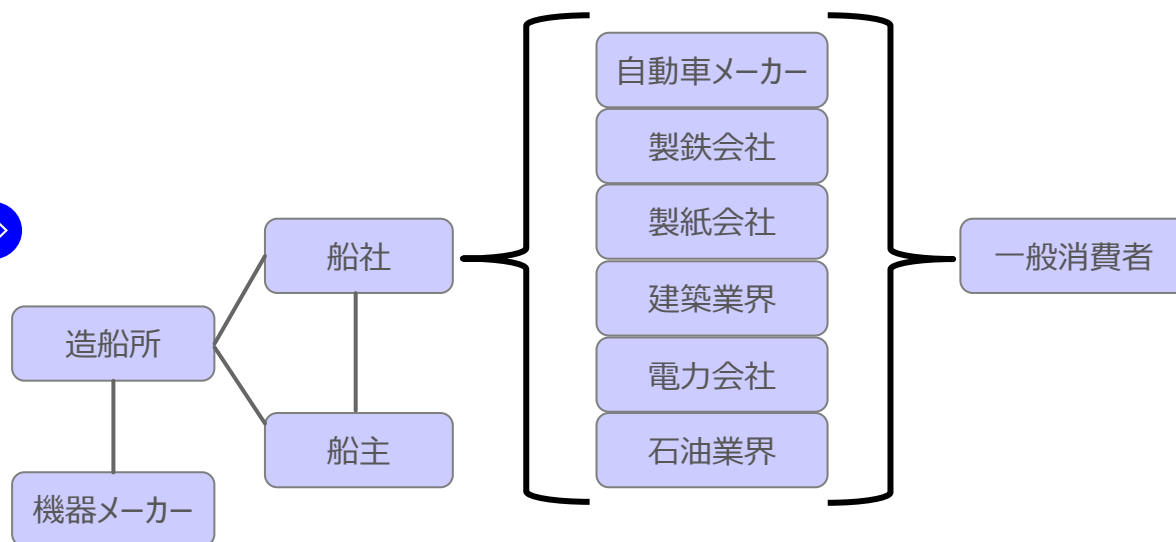 自動車メーカー
製鉄会社
製紙会社
船社
一般消費者
建築業界
造船所
電力会社
船主
石油業界
機器メーカー